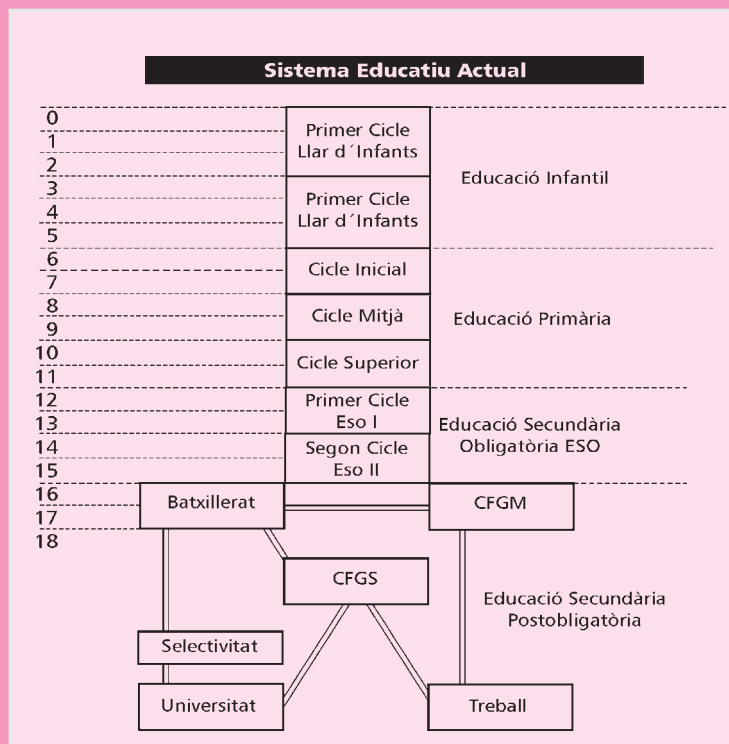 Sistema Educatiu Actual
0
1
2
3
4
5
6
7
8
9
10
11
12
13
14
15
16
17
18
Primer Cicle
Llar d´Infants
Primer Cicle
Llar d´Infants
Educació Infantil
Cicle Inicial
Cicle Mitjà
Cicle Superior
Educació Primària
Primer Cicle
Eso I
Segon Cicle
Eso II
Educació Secundària
Obligatòria ESO
Batxillerat
CFGM
CFGS
Educació Secundària
Postobligatòria
Selectivitat
Universitat
Treball